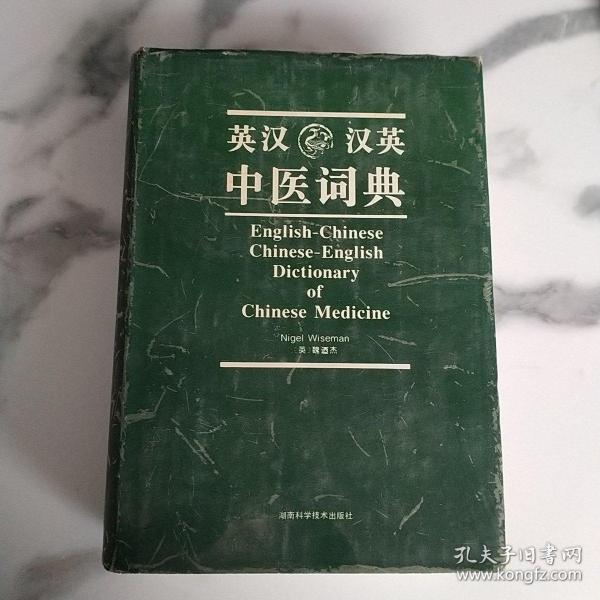 英汉 汉英
中医词典
English-Chinese
Chinese-English
Dictionary
of
Chinese Medicine
Nigel Wiseman
〔英〕魏迺杰
湖南科学技术出版社
孔夫子旧書网
www.kongfz.com